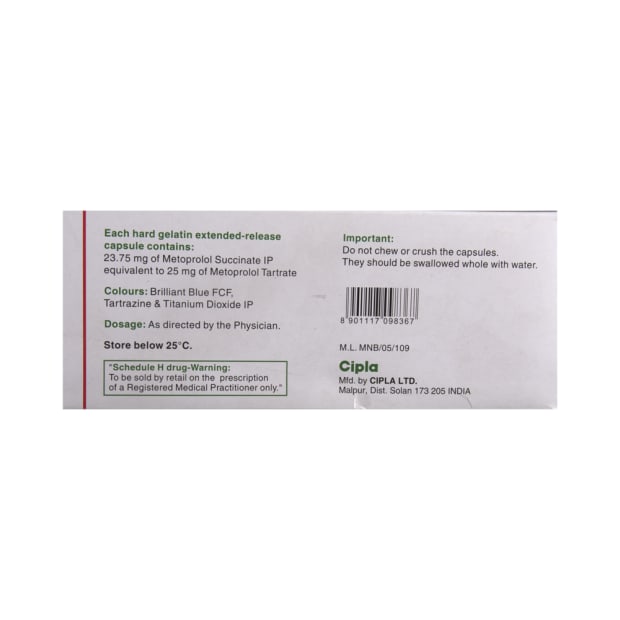 Each hard gelatin extended-release
capsule contains:
23.75 mg of Metoprolol Succinate IP
equivalent to 25 mg of Metoprolol Tartrate
Colours: Brilliant Blue FCF,
Tartrazine & Titanium Dioxide IP
Dosage: As directed by the Physician.
Store below 25°C.
"Schedule H drug-Warning:
To be sold by retail on the prescription
of a Registered Medical Practitioner only."
Important:
Do not chew or crush the capsules.
They should be swallowed whole with water.
8 901117 098367
M.L. MNB/05/109
Cipla
Mfd. by CIPLA LTD.
Malpur, Dist. Solan 173 205 INDIA